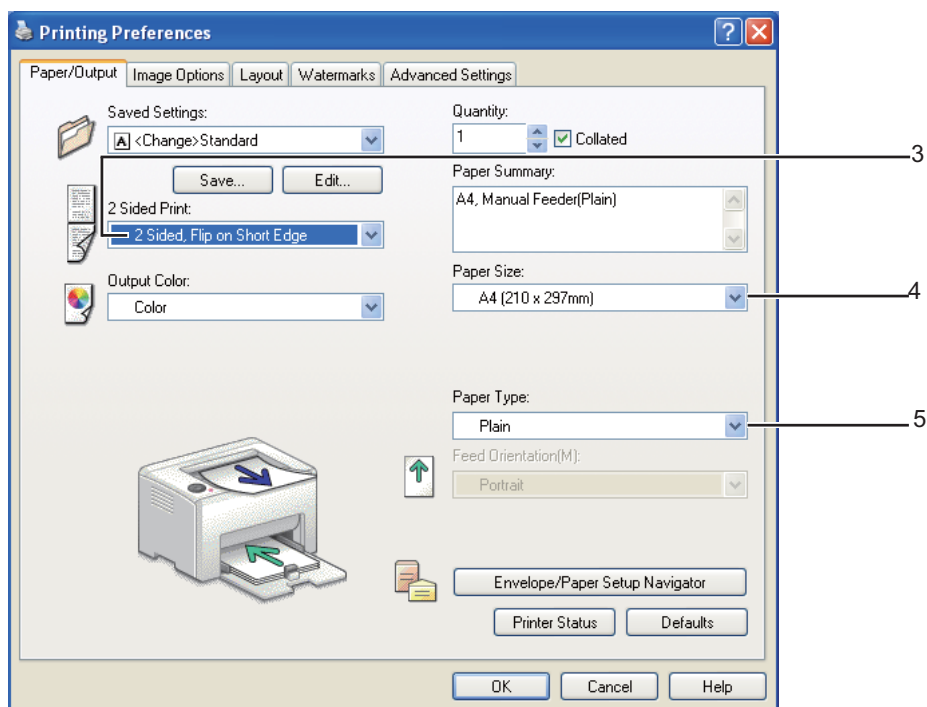 Printing Preferences
Paper/Output Image Options Layout Watermarks Advanced Settings
Saved Settings:
A <Change>Standard
Save... Edit...
2 Sided Print:
2 Sided, Flip on Short Edge
Output Color:
Color
Quantity:
1 Collated
Paper Summary:
A4, Manual Feeder(Plain)
Paper Size:
A4 (210 x 297mm)
Paper Type:
Plain
Feed Orientation(M):
Portrait
Envelope/Paper Setup Navigator
Printer Status Defaults
OK Cancel Help
3
4
5